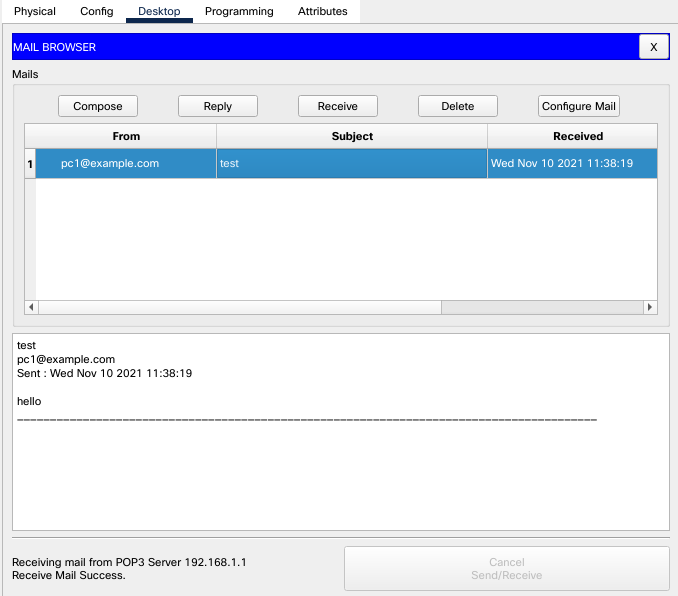 Physical Config Desktop Programming Attributes
MAIL BROWSER X
Mails
Compose Reply Receive Delete Configure Mail
From Subject Received
1 pc1@example.com test Wed Nov 10 2021 11:38:19
test
pc1@example.com
Sent : Wed Nov 10 2021 11:38:19
hello
Receiving mail from POP3 Server 192.168.1.1
Receive Mail Success.
Cancel
Send/Receive